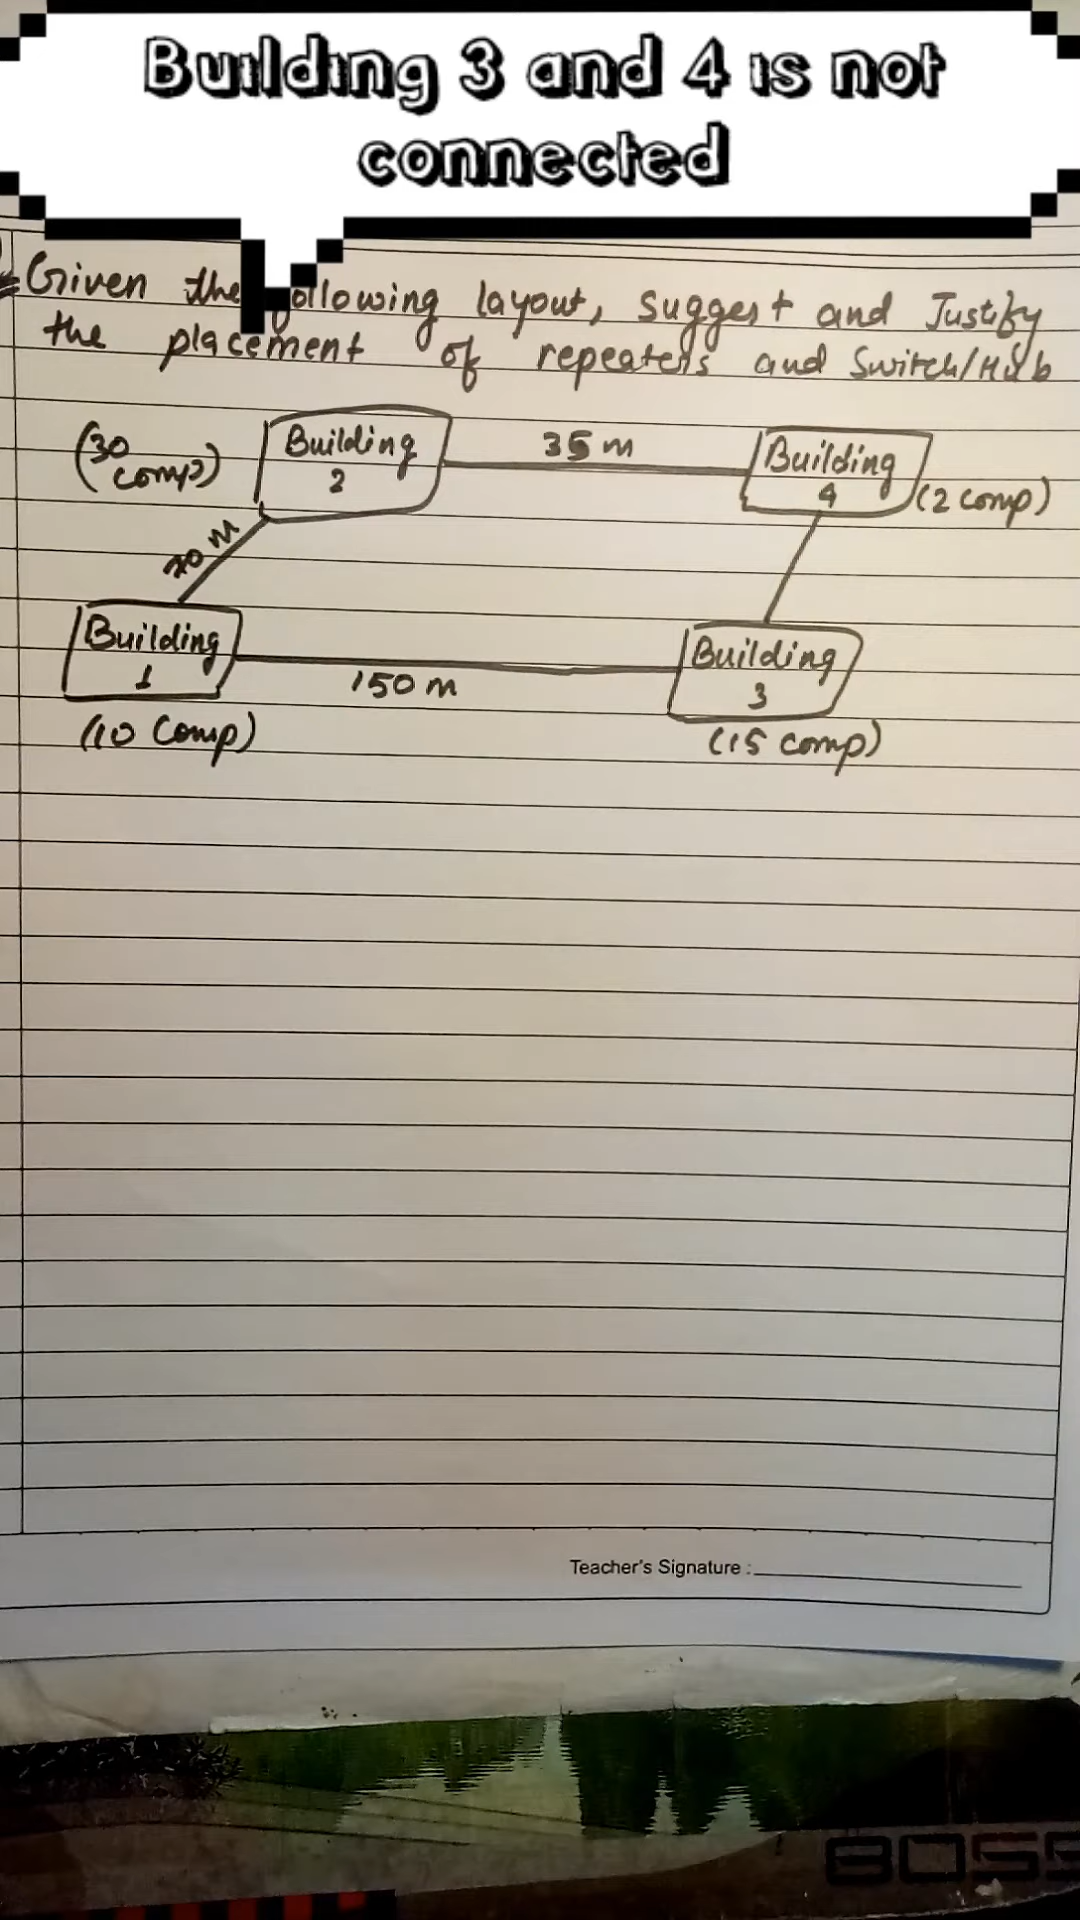 Building 3 and 4 is not
connected
Given the following layout, suggest and Justify
the placement of repeaters and Switch/Hub
(30
comp)
Building
2
35 m
Building
4
(2 comp)
Building
1
150 m
Building
3
(10 Comp)
(15 comp)
Teacher's Signature :
BOSS